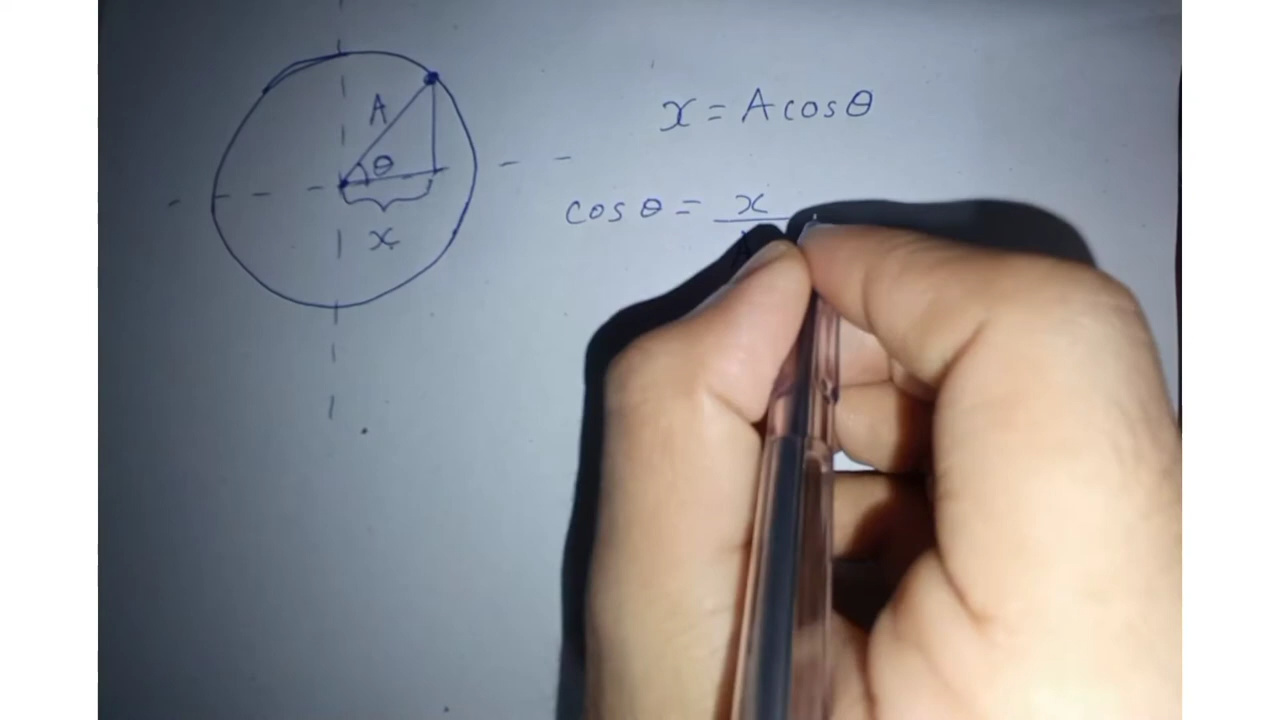 A
θ
x
x = A cos θ
cos θ = x / A